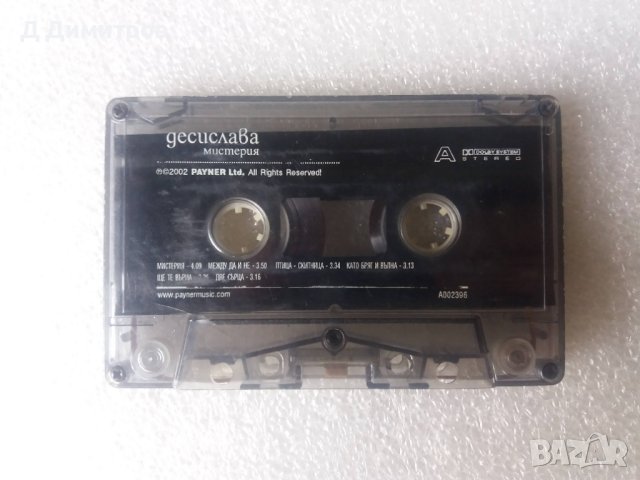 Д Димитров
десислава
мистерия
A DOLBY SYSTEM
STEREO
℗©2002 PAYNER Ltd. All Rights Reserved!
МИСТЕРИЯ - 4.09 МЕЖДУ ДА И НЕ - 3.50 ПТИЦА - СКИТНИЦА - 3.34 КАТО БРЯГ И ВЪЛНА - 3.13
ЩЕ ТЕ ВЪРНА ДВЕ СЪРЦА - 3.16
www.paynermusic.com A002396
BAZAR